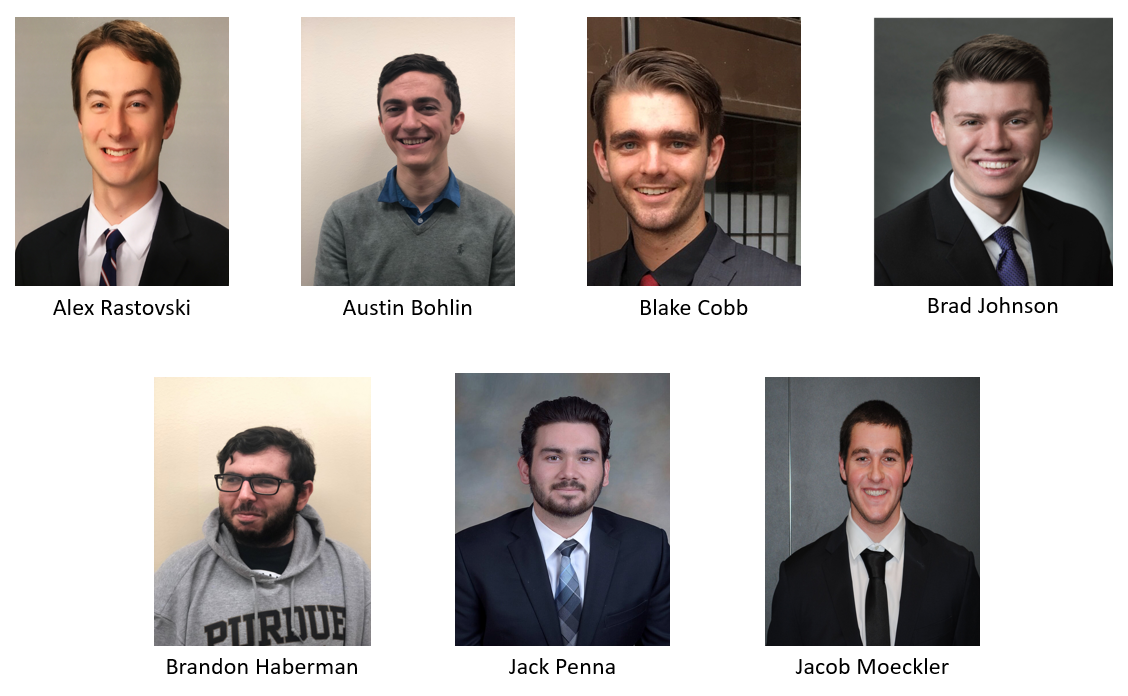 Alex Rastovski
Austin Bohlin
Blake Cobb
Brad Johnson
PURDUE
Brandon Haberman
Jack Penna
Jacob Moeckler